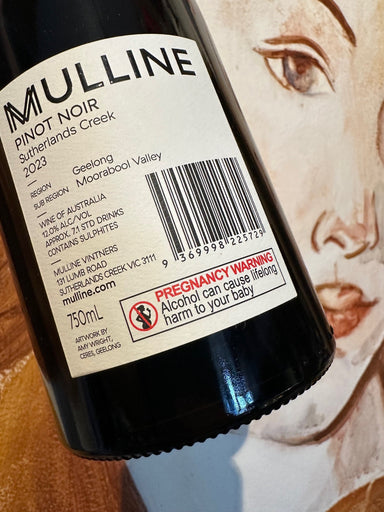 MULLINE
PINOT NOIR
Sutherlands Creek
2023
REGION Geelong
SUB REGION Moorabool Valley
WINE OF AUSTRALIA
12.0% ALC/VOL
APPROX. 7.1 STD DRINKS
CONTAINS SULPHITES
MULLINE VINTNERS
131 LUMB ROAD
SUTHERLANDS CREEK VIC 3111
mulline.com
750mL
ARTWORK BY
AMY WRIGHT,
CERES, GEELONG
9 369998 225729
PREGNANCY WARNING
Alcohol can cause lifelong
harm to your baby